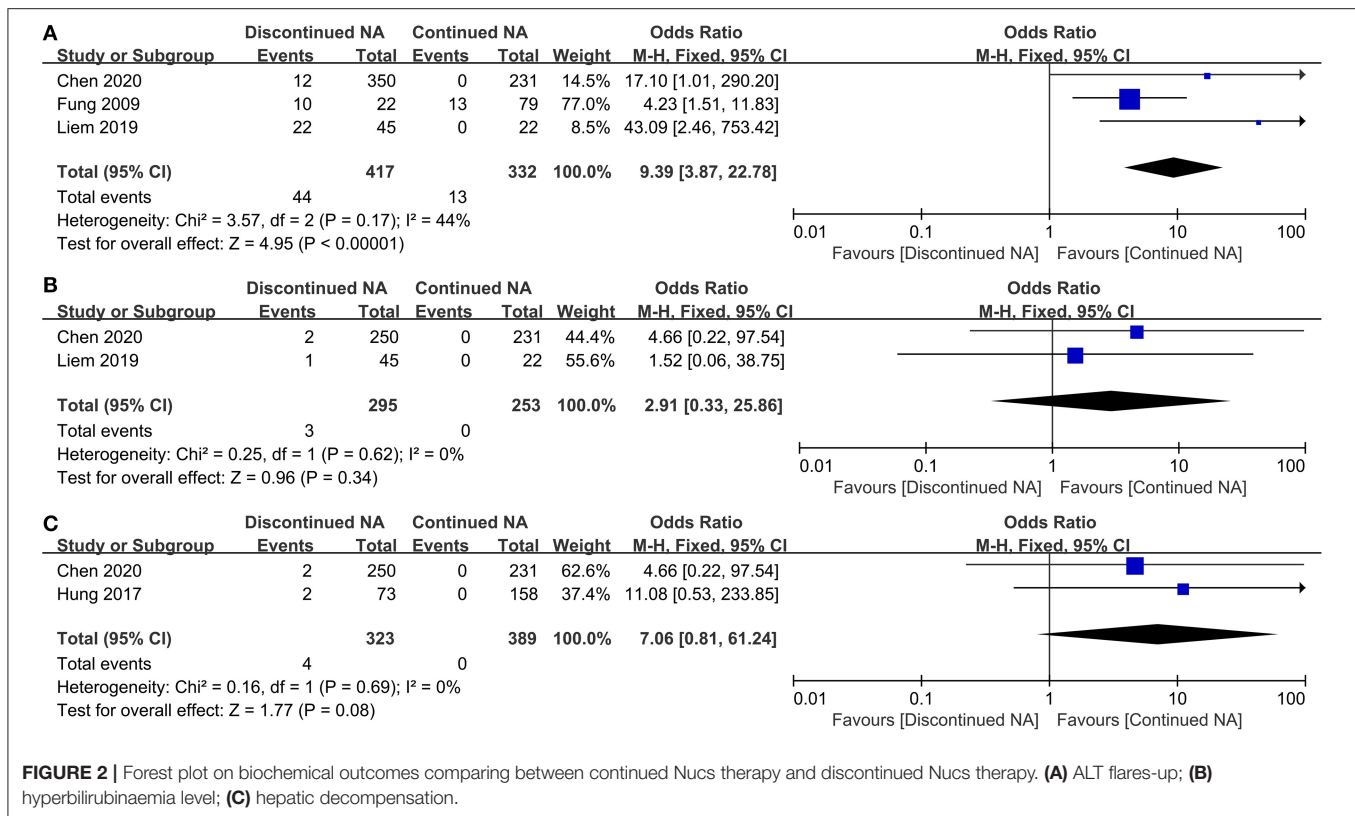 A Discontinued NA Continued NA Odds Ratio Odds Ratio
Study or Subgroup Events Total Events Total Weight M-H, Fixed, 95% CI M-H, Fixed, 95% CI
Chen 2020 12 350 0 231 14.5% 17.10 [1.01, 290.20]
Fung 2009 10 22 13 79 77.0% 4.23 [1.51, 11.83]
Liem 2019 22 45 0 22 8.5% 43.09 [2.46, 753.42]
Total (95% CI) 417 332 100.0% 9.39 [3.87, 22.78]
Total events 44 13
Heterogeneity: Chi² = 3.57, df = 2 (P = 0.17); I² = 44%
Test for overall effect: Z = 4.95 (P < 0.00001)
0.01 0.1 1 10 100
Favours [Discontinued NA] Favours [Continued NA]
B Discontinued NA Continued NA Odds Ratio Odds Ratio
Study or Subgroup Events Total Events Total Weight M-H, Fixed, 95% CI M-H, Fixed, 95% CI
Chen 2020 2 250 0 231 44.4% 4.66 [0.22, 97.54]
Liem 2019 1 45 0 22 55.6% 1.52 [0.06, 38.75]
Total (95% CI) 295 253 100.0% 2.91 [0.33, 25.86]
Total events 3 0
Heterogeneity: Chi² = 0.25, df = 1 (P = 0.62); I² = 0%
Test for overall effect: Z = 0.96 (P = 0.34)
0.01 0.1 1 10 100
Favours [Discontinued NA] Favours [Continued NA]
C Discontinued NA Continued NA Odds Ratio Odds Ratio
Study or Subgroup Events Total Events Total Weight M-H, Fixed, 95% CI M-H, Fixed, 95% CI
Chen 2020 2 250 0 231 62.6% 4.66 [0.22, 97.54]
Hung 2017 2 73 0 158 37.4% 11.08 [0.53, 233.85]
Total (95% CI) 323 389 100.0% 7.06 [0.81, 61.24]
Total events 4 0
Heterogeneity: Chi² = 0.16, df = 1 (P = 0.69); I² = 0%
Test for overall effect: Z = 1.77 (P = 0.08)
0.01 0.1 1 10 100
Favours [Discontinued NA] Favours [Continued NA]
FIGURE 2 | Forest plot on biochemical outcomes comparing between continued Nucs therapy and discontinued Nucs therapy. (A) ALT flares-up; (B)
hyperbilirubinaemia level; (C) hepatic decompensation.